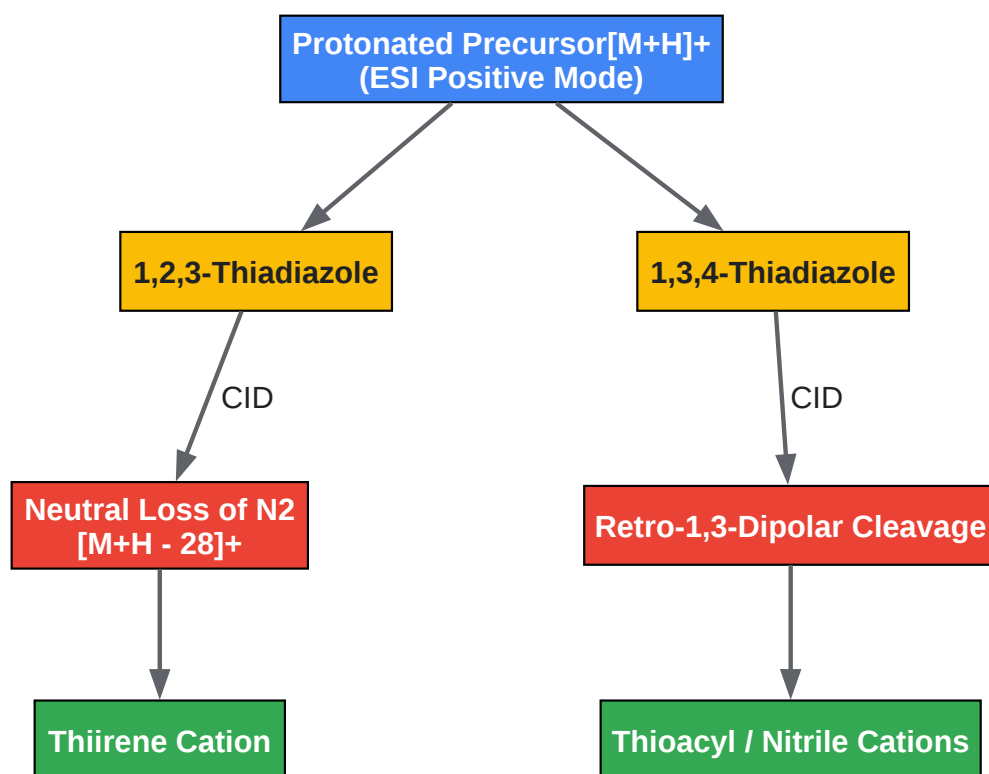 Protonated Precursor[M+H]+
(ESI Positive Mode)
1,2,3-Thiadiazole
1,3,4-Thiadiazole
CID
CID
Neutral Loss of N2
[M+H - 28]+
Retro-1,3-Dipolar Cleavage
Thiirene Cation
Thioacyl / Nitrile Cations